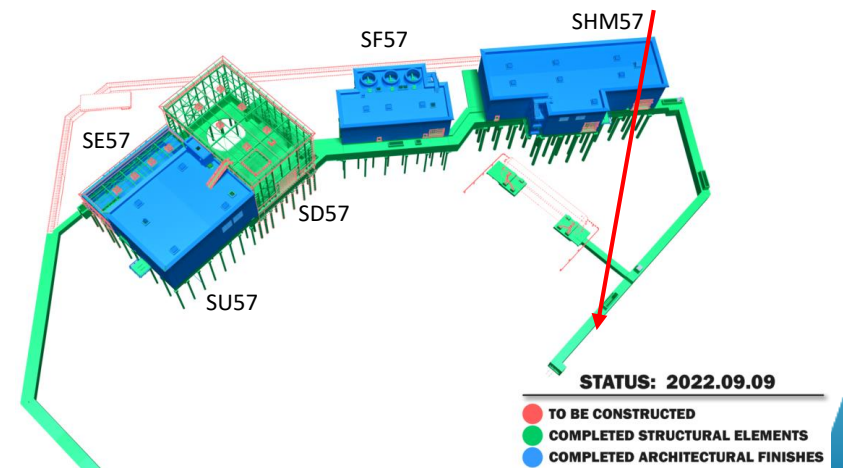 SHM57
SF57
SE57
SD57
SU57
STATUS: 2022.09.09
TO BE CONSTRUCTED
COMPLETED STRUCTURAL ELEMENTS
COMPLETED ARCHITECTURAL FINISHES